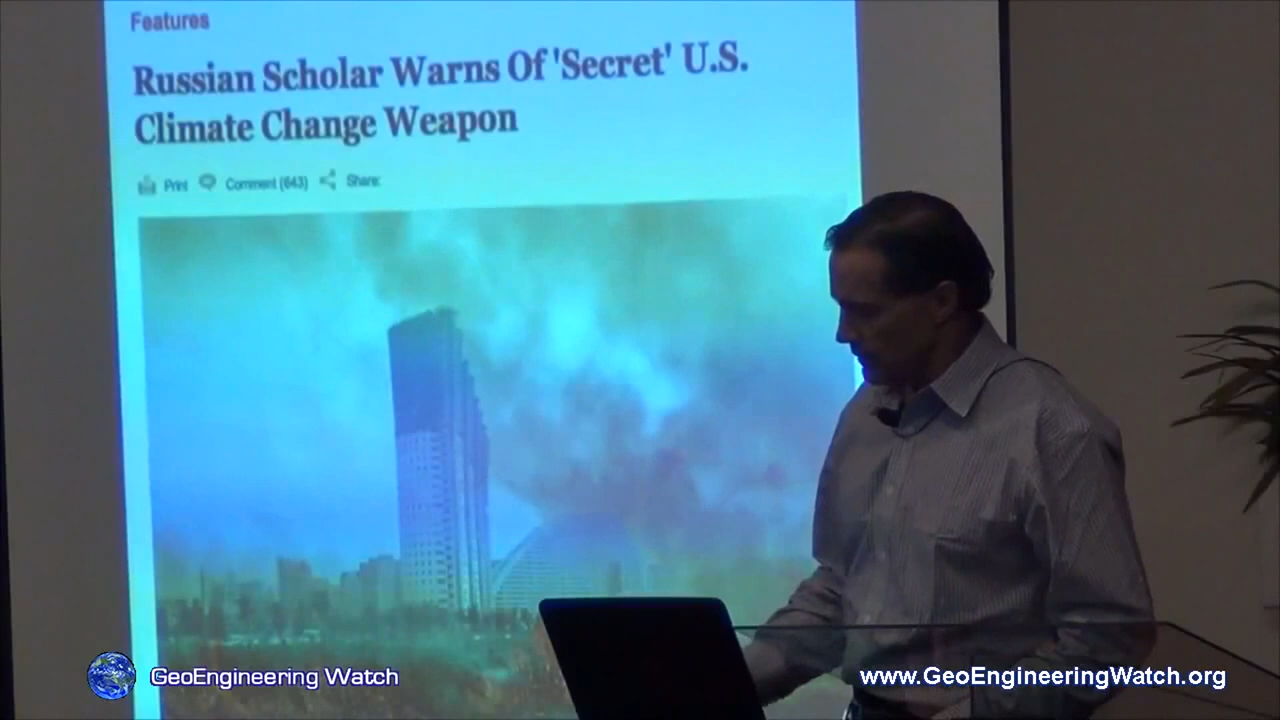 Features
Russian Scholar Warns Of 'Secret' U.S.
Climate Change Weapon
Print Comment (643) Share:
GeoEngineering Watch
www.GeoEngineeringWatch.org